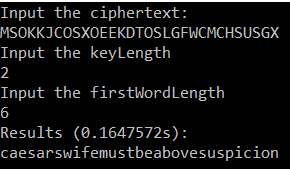 Input the ciphertext:
MSOKKJCOSXOEEKDTOSLGFWCMCHSUSGX
Input the keyLength
2
Input the firstWordLength
6
Results (0.1647572s):
caesarswifemustbeabovesuspicion